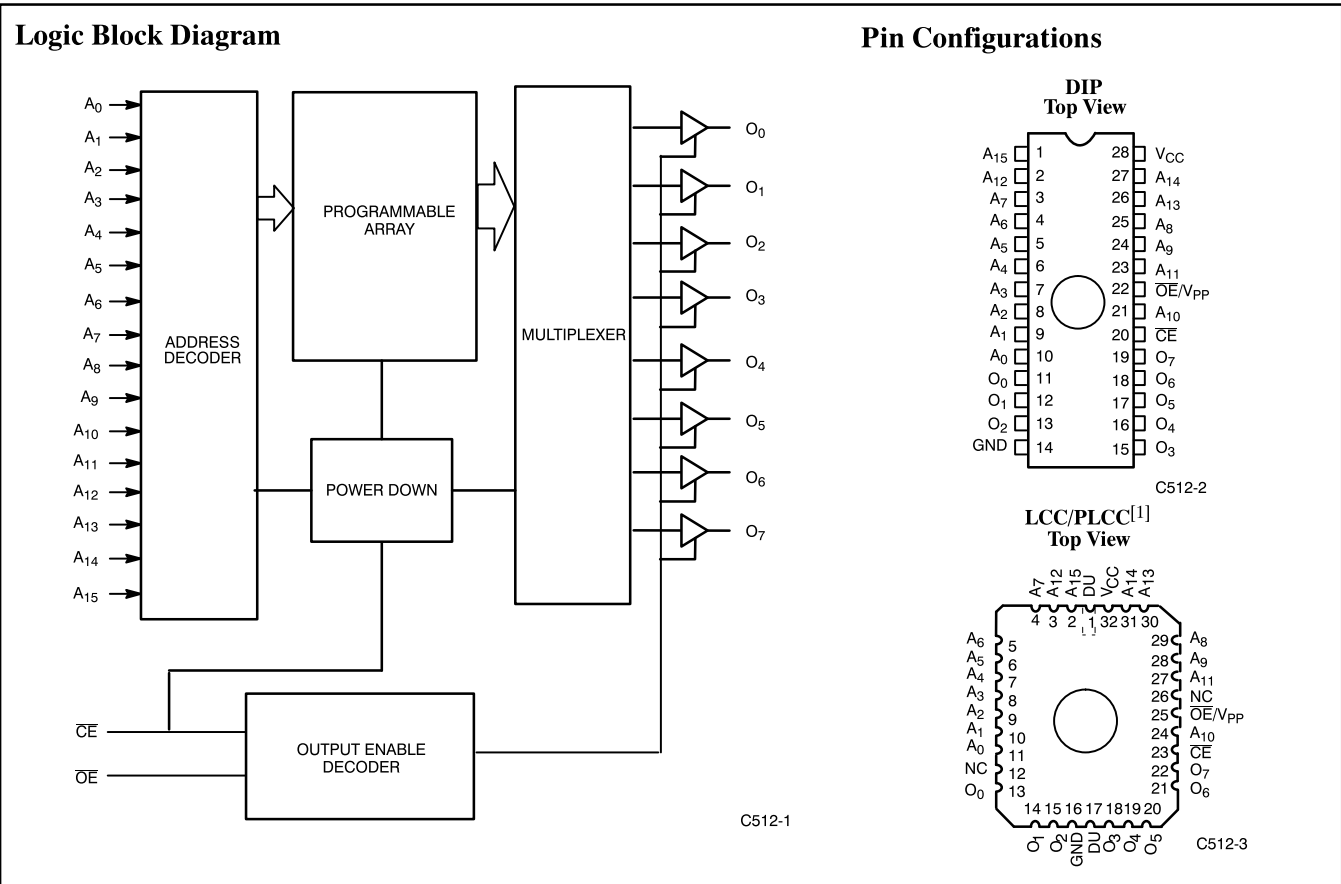 Logic Block Diagram
A0
A1
A2
A3
A4
A5
A6
A7
A8
A9
A10
A11
A12
A13
A14
A15
ADDRESS
DECODER
PROGRAMMABLE
ARRAY
POWER DOWN
MULTIPLEXER
O0
O1
O2
O3
O4
O5
O6
O7
C̅E̅
O̅E̅
OUTPUT ENABLE
DECODER
C512-1
Pin Configurations
DIP
Top View
A15 1 28 VCC
A12 2 27 A14
A7 3 26 A13
A6 4 25 A8
A5 5 24 A9
A4 6 23 A11
A3 7 22 O̅E̅/VPP
A2 8 21 A10
A1 9 20 C̅E̅
A0 10 19 O7
O0 11 18 O6
O1 12 17 O5
O2 13 16 O4
GND 14 15 O3
C512-2
LCC/PLCC[1]
Top View
A7 A12 A15 DU VCC A14 A13
4 3 2 1 32 31 30
A6 5 29 A8
A5 6 28 A9
A4 7 27 A11
A3 8 26 NC
A2 9 25 O̅E̅/VPP
A1 10 24 A10
A0 11 23 C̅E̅
NC 12 22 O7
O0 13 21 O6
14 15 16 17 18 19 20
O1 O2 GND DU O3 O4 O5
C512-3